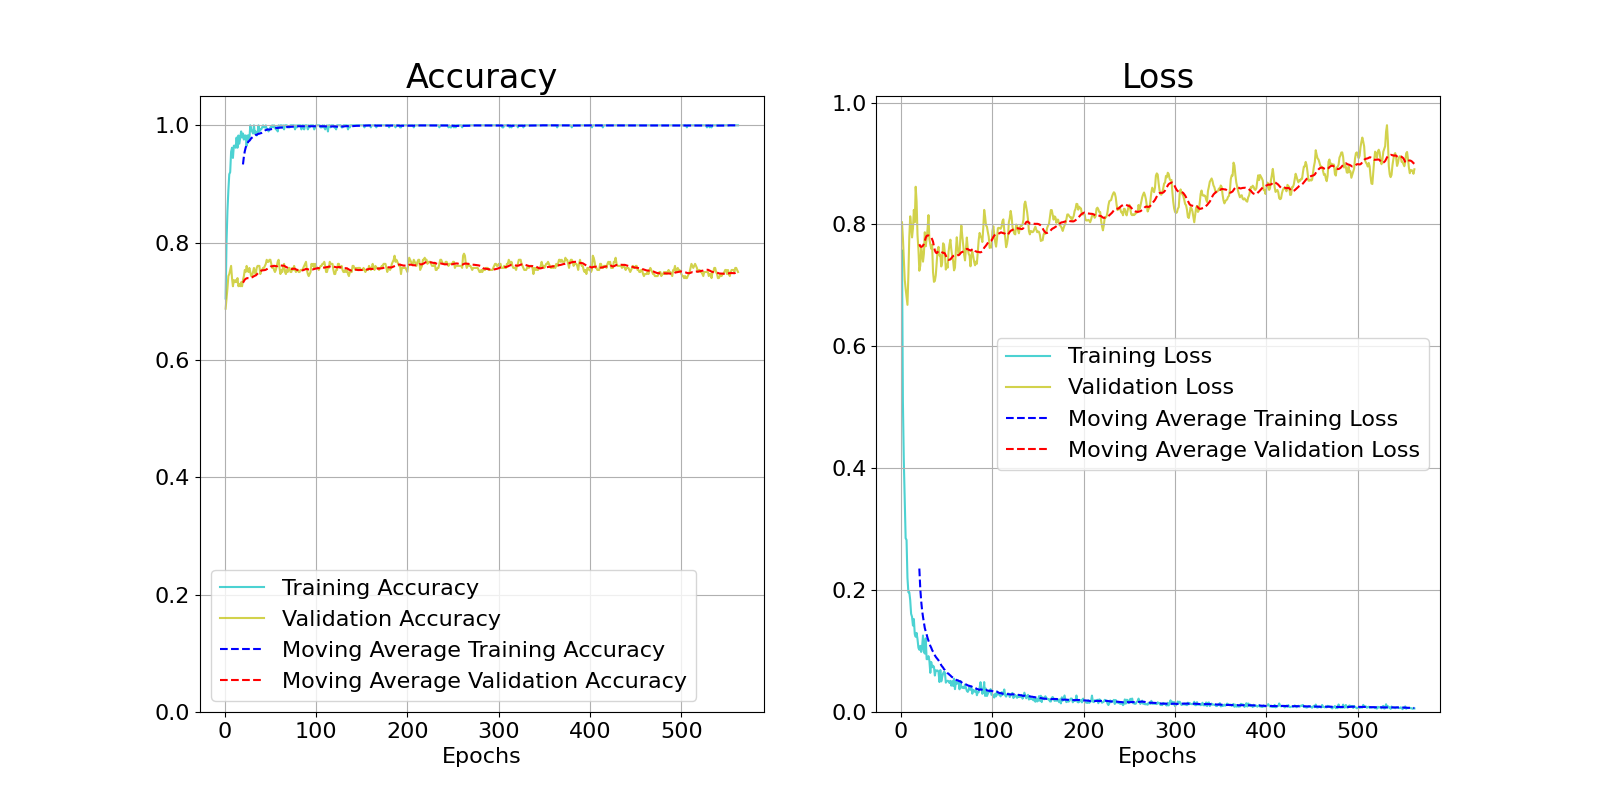 Accuracy
1.0
0.8
0.6
0.4
0.2
0.0
Training Accuracy
Validation Accuracy
Moving Average Training Accuracy
Moving Average Validation Accuracy
0 100 200 300 400 500
Epochs
Loss
1.0
0.8
0.6
0.4
0.2
0.0
Training Loss
Validation Loss
Moving Average Training Loss
Moving Average Validation Loss
0 100 200 300 400 500
Epochs